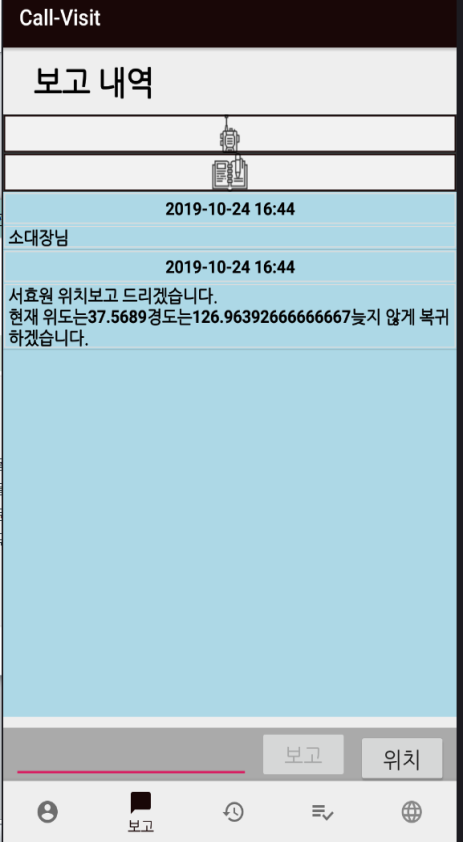 Call-Visit
보고 내역
2019-10-24 16:44
소대장님
2019-10-24 16:44
서효원 위치보고 드리겠습니다.
현재 위도는37.5689경도는126.96392666666667늦지 않게 복귀
하겠습니다.
보고 위치
보고